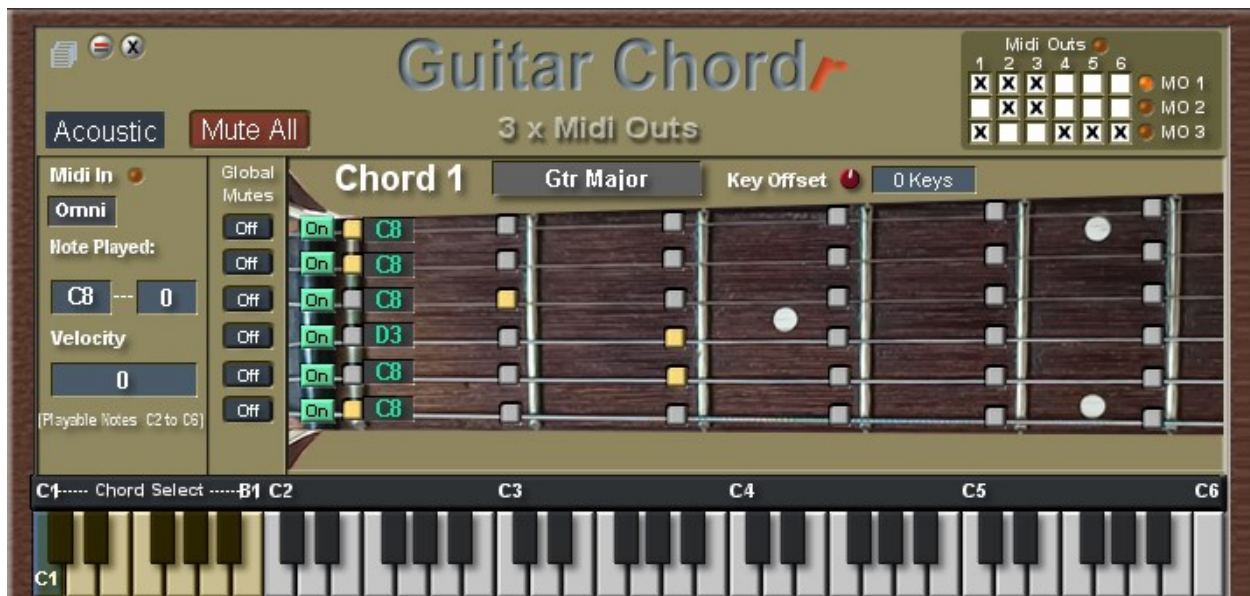 Guitar Chordr
3 x Midi Outs
Acoustic
Mute All
Midi Outs
1 2 3 4 5 6
X X X MO 1
X X MO 2
X X X X MO 3
Midi In
Omni
Note Played:
C8 --- 0
Velocity
0
(Playable Notes C2 to C6)
Global
Mutes
Off
Off
Off
Off
Off
Off
Chord 1
Gtr Major
Key Offset
0 Keys
On C8
On C8
On C8
On D3
On C8
On C8
C1----- Chord Select -----B1 C2 C3 C4 C5 C6
C1